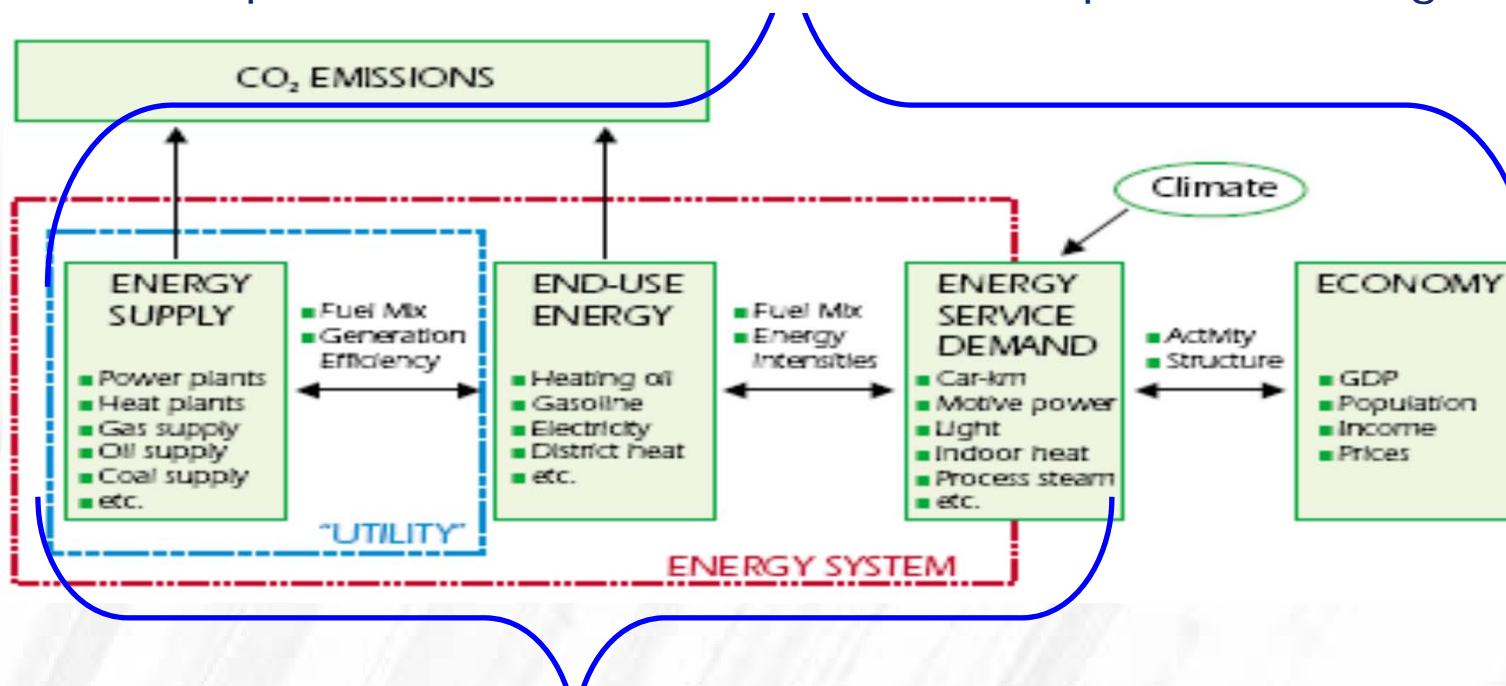 CO₂ EMISSIONS
Climate
ENERGY
SUPPLY
Power plants
Heat plants
Gas supply
Oil supply
Coal supply
etc.
Fuel Mix
Generation
Efficiency
"UTILITY"
END-USE
ENERGY
Heating oil
Gasoline
Electricity
District heat
etc.
Fuel Mix
Energy
Intensities
ENERGY
SERVICE
DEMAND
Car-km
Motive power
Light
Indoor heat
Process steam
etc.
Activity
Structure
ECONOMY
GDP
Population
Income
Prices
ENERGY SYSTEM